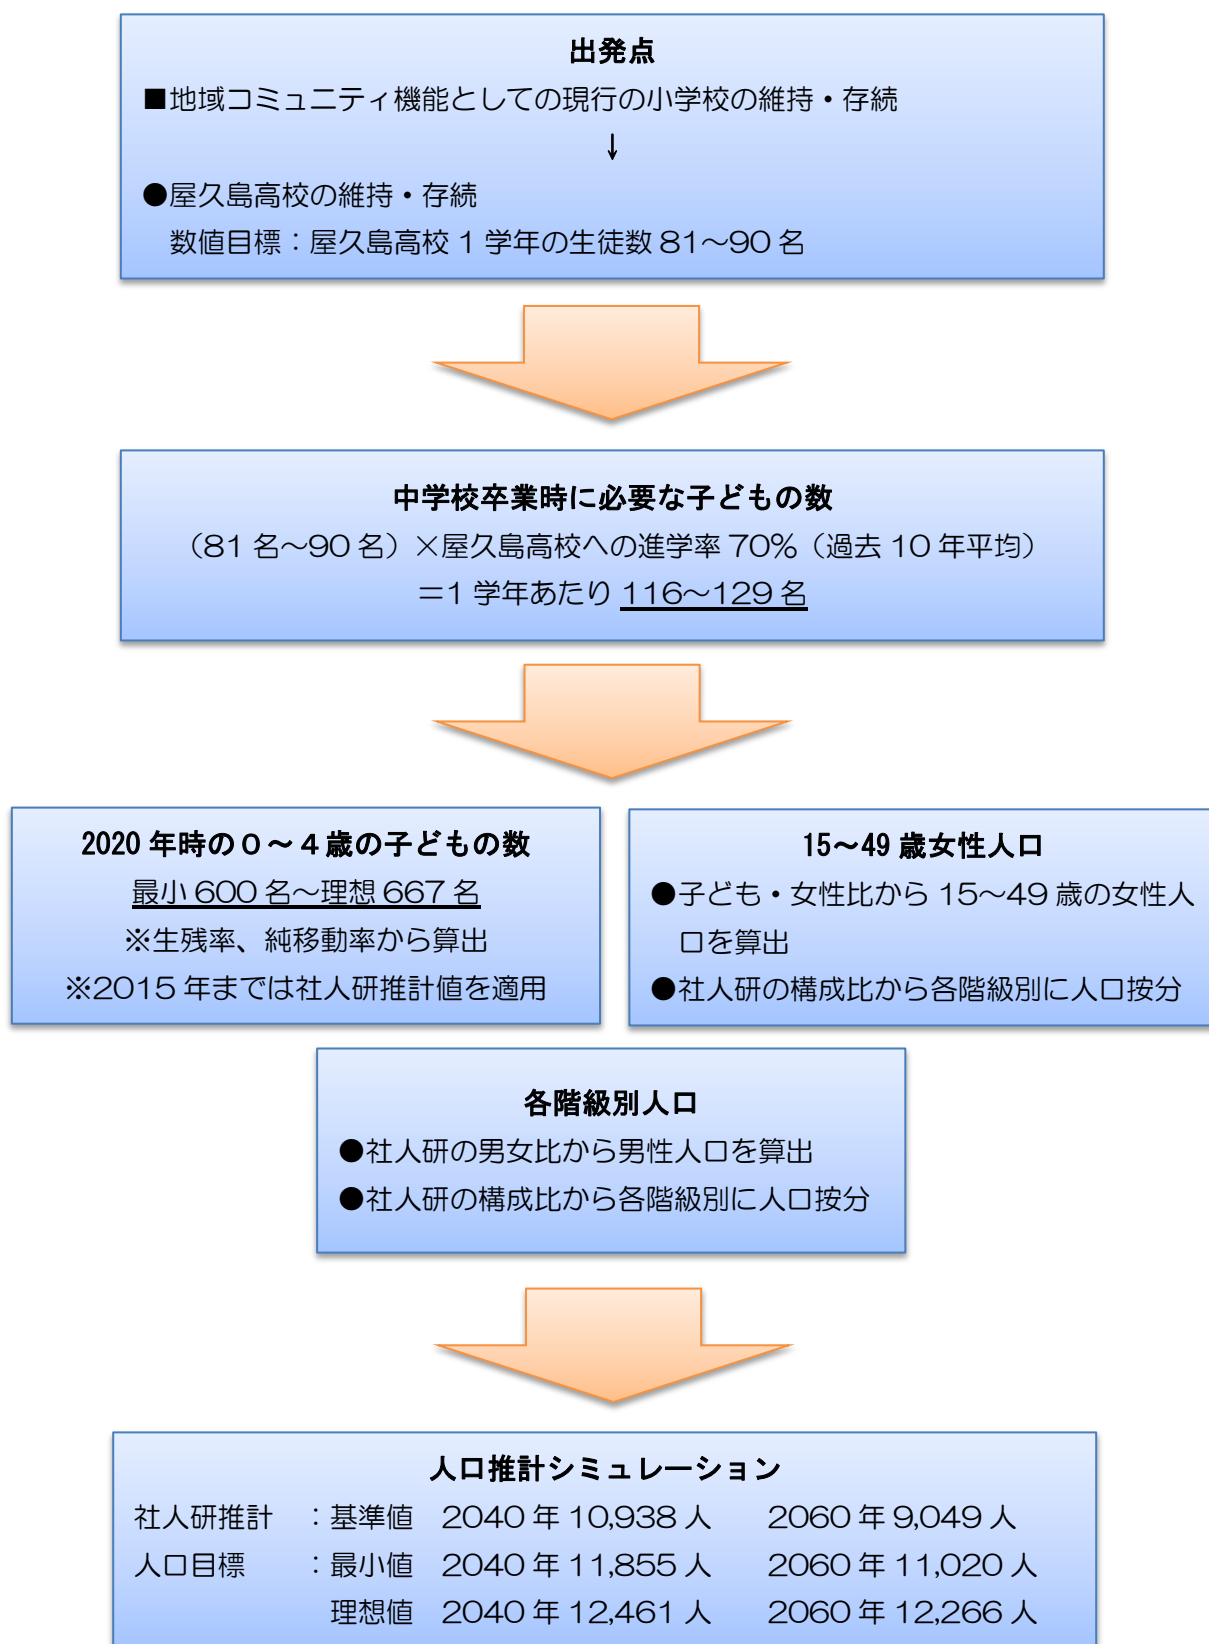 出発点
■地域コミュニティ機能としての現行の小学校の維持・存続
↓
●屋久島高校の維持・存続
数値目標：屋久島高校 1 学年の生徒数 81～90 名
中学校卒業時に必要な子どもの数
（81 名～90 名）×屋久島高校への進学率 70%（過去 10 年平均）
＝1 学年あたり 116～129 名
2020 年時の０～４歳の子どもの数
最小 600 名～理想 667 名
※生残率、純移動率から算出
※2015 年までは社人研推計値を適用
15～49 歳女性人口
●子ども・女性比から 15～49 歳の女性人
口を算出
●社人研の構成比から各階級別に人口按分
各階級別人口
●社人研の男女比から男性人口を算出
●社人研の構成比から各階級別に人口按分
人口推計シミュレーション
社人研推計　：基準値　2040 年 10,938 人　　2060 年 9,049 人
人口目標　　：最小値　2040 年 11,855 人　　2060 年 11,020 人
理想値　2040 年 12,461 人　　2060 年 12,266 人